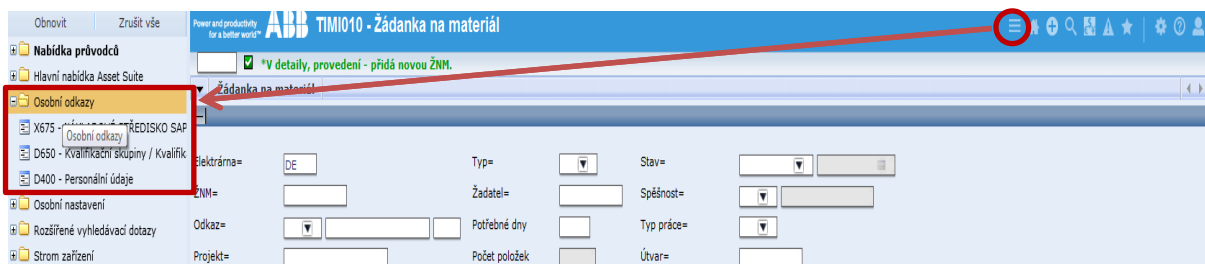 Obnovit Zrušit vše
Nabídka průvodců
Hlavní nabídka Asset Suite
Osobní odkazy
X675 - STŘEDISKO SAP
Osobní odkazy
D650 - Kvalifikační skupiny / Kvalifik
D400 - Personální údaje
Osobní nastavení
Rozšířené vyhledávací dotazy
Strom zařízení
Power and productivity
for a better world™ ABB TIMI010 - Žádanka na materiál
*V detaily, provedení - přidá novou ŽNM.
Žádanka na materiál
Elektrárna= DE Typ= Stav=
ŽNM= Žadatel= Spěšnost=
Odkaz= Potřebné dny Typ práce=
Projekt= Počet položek Útvar=